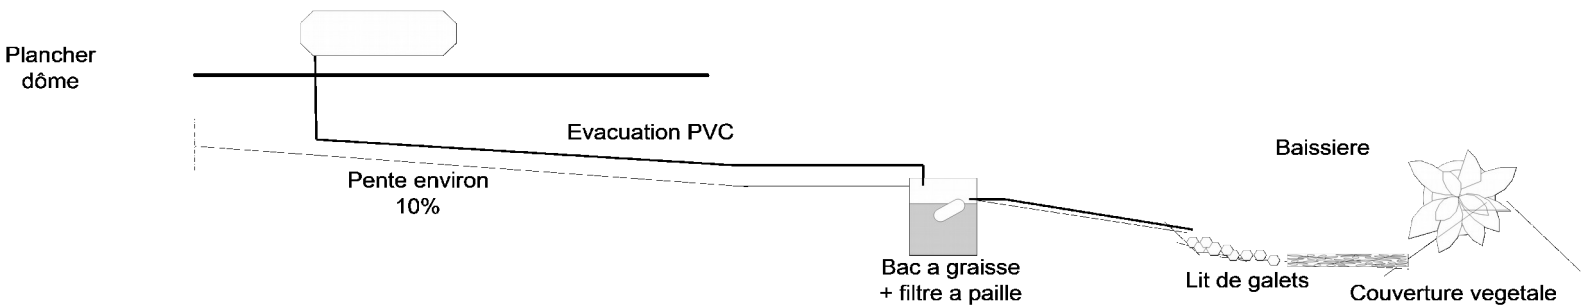 Plancher
dôme
Evacuation PVC
Pente environ
10%
Bac a graisse
+ filtre a paille
Lit de galets
Baissiere
Couverture vegetale